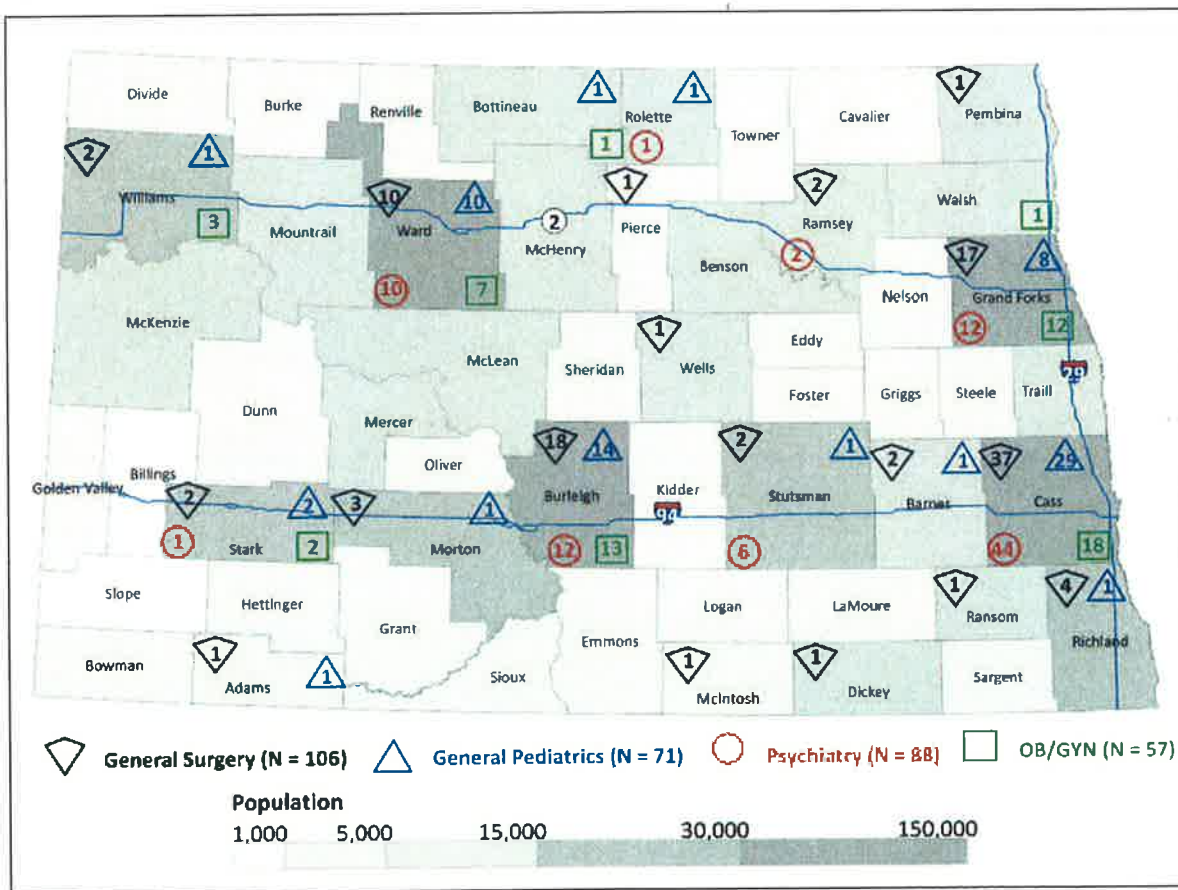 1 1 1
Divide Burke Renville Bottineau Rolette Towner Cavalier Pembina
2 1 1 1
1 2
Williams 10 10 Ramsey Walsh
3 Mountrail Ward 2 McHenry Pierce 1
Benson 2 17 8
10 7 Nelson Grand Forks
McKenzie 12 12
1 Eddy
McLean Sheridan Wells 29
Dunn Foster Griggs Steele Traill
Mercer
Oliver 18 14 2 1 2 1 37 29
Billings
Golden Valley 2 2 3 1 Burleigh Kidder Stutsman Barnes Cass
94
1 Stark 2 Morton 12 13 6 44 18
Slope Hettinger Grant Logan LaMoure 1 Ransom 4 1
Emmons Richland
Bowman 1 Adams 1 Sioux 1 McIntosh 1 Dickey Sargent
General Surgery (N = 106) General Pediatrics (N = 71) Psychiatry (N = 88) OB/GYN (N = 57)
Population
1,000 5,000 15,000 30,000 150,000